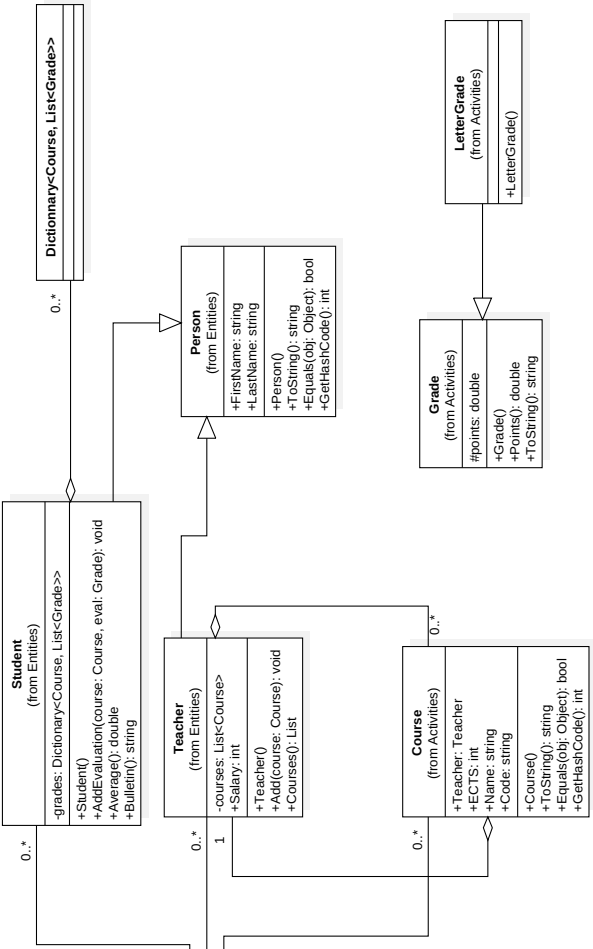 Dictionnary<Course, List<Grade>>
0..*
Student
(from Entities)
-grades: Dictionary<Course, List<Grade>>
+Student()
+AddEvaluation(course: Course, eval: Grade): void
+Average(): double
+Bulletin(): string
0..*
Person
(from Entities)
+FirstName: string
+LastName: string
+Person()
+ToString(): string
+Equals(obj: Object): bool
+GetHashCode(): int
Teacher
(from Entities)
-courses: List<Course>
+Salary: int
+Teacher()
+Add(course: Course): void
+Courses(): List
0..*
1
LetterGrade
(from Activities)
+LetterGrade()
Grade
(from Activities)
#points: double
+Grade()
+Points(): double
+ToString(): string
0..*
Course
(from Activities)
+Teacher: Teacher
+ECTS: int
+Name: string
+Code: string
+Course()
+ToString(): string
+Equals(obj: Object): bool
+GetHashCode(): int
0..*